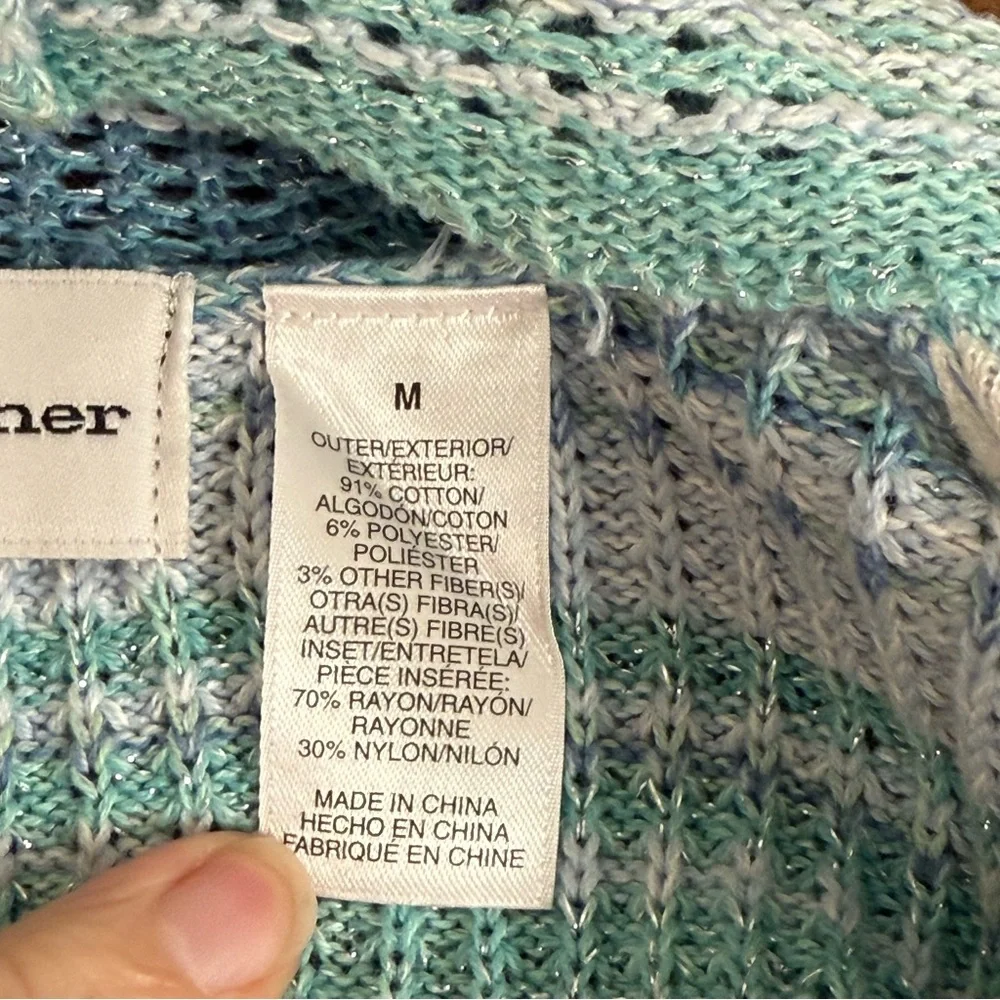 ner
M
OUTER/EXTERIOR/
EXTÉRIEUR:
91% COTTON/
ALGODÓN/COTON
6% POLYESTER/
POLIÉSTER
3% OTHER FIBER(S)/
OTRA(S) FIBRA(S)/
AUTRE(S) FIBRE(S)
INSET/ENTRETELA/
PIÈCE INSÉRÉE:
70% RAYON/RAYÓN/
RAYONNE
30% NYLON/NILÓN
MADE IN CHINA
HECHO EN CHINA
FABRIQUÉ EN CHINE